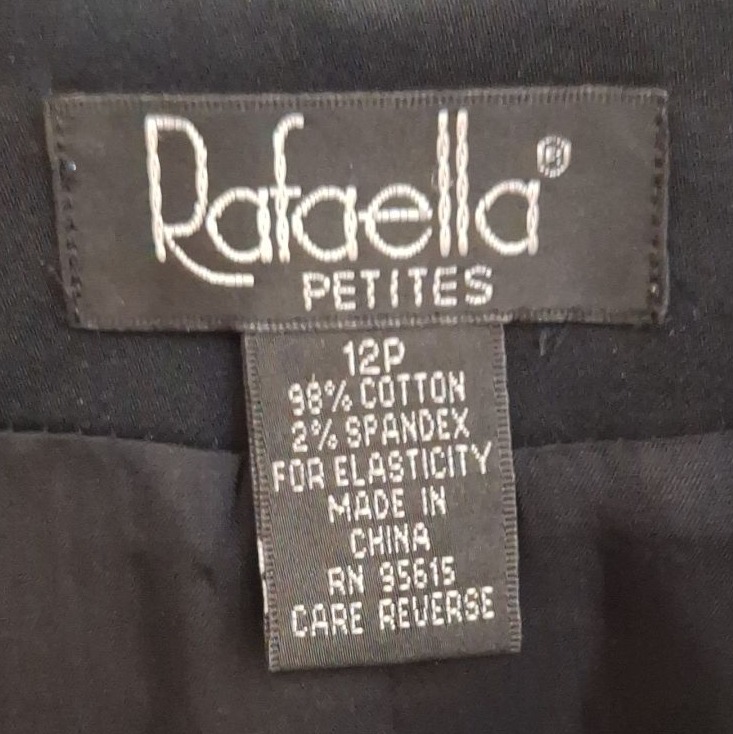 Rafaella®
PETITES
12P
98% COTTON
2% SPANDEX
FOR ELASTICITY
MADE IN
CHINA
RN 95615
CARE REVERSE